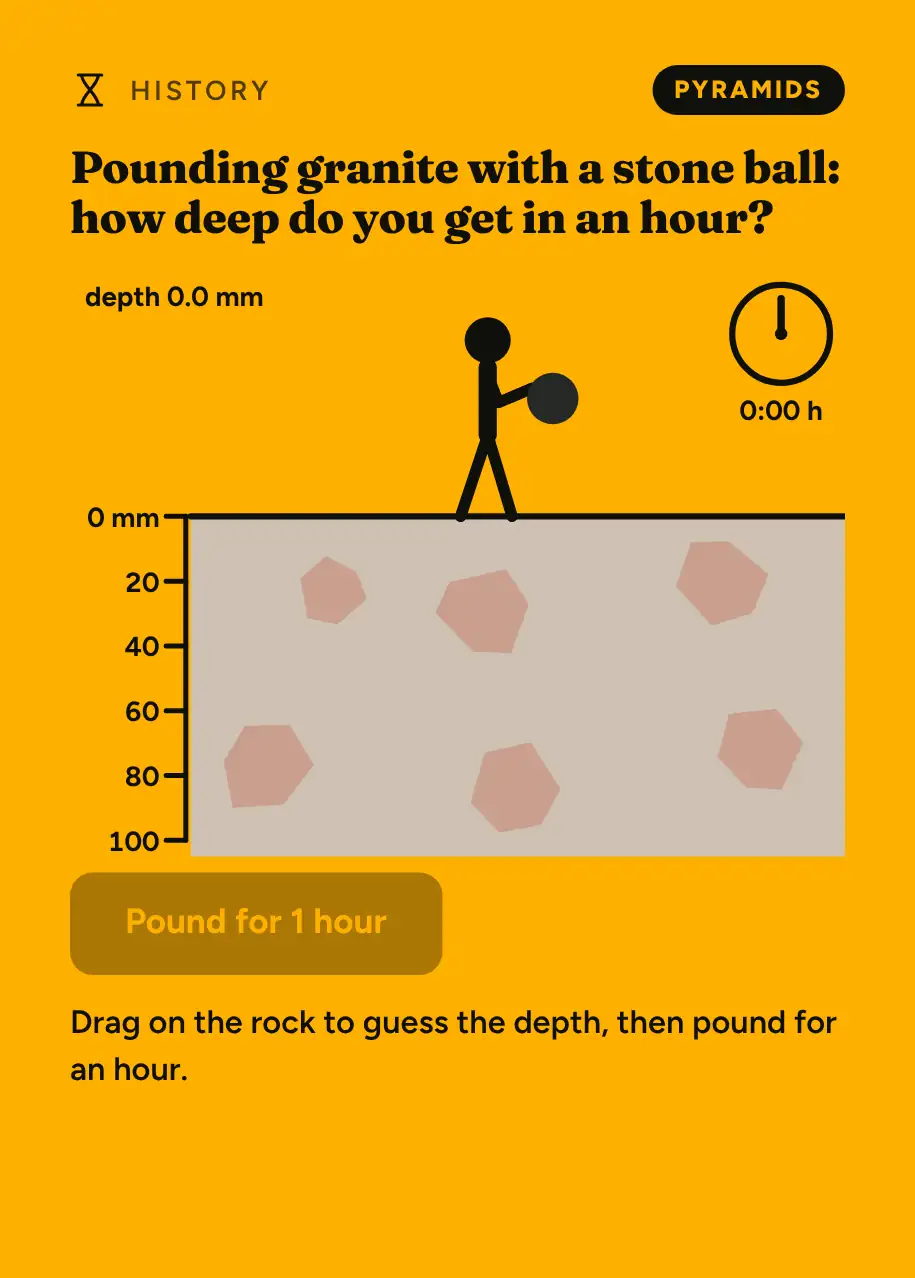 HISTORY
PYRAMIDS
Pounding granite with a stone ball:
how deep do you get in an hour?
depth 0.0 mm
0:00 h
0 mm
20
40
60
80
100
Pound for 1 hour
Drag on the rock to guess the depth, then pound for
an hour.